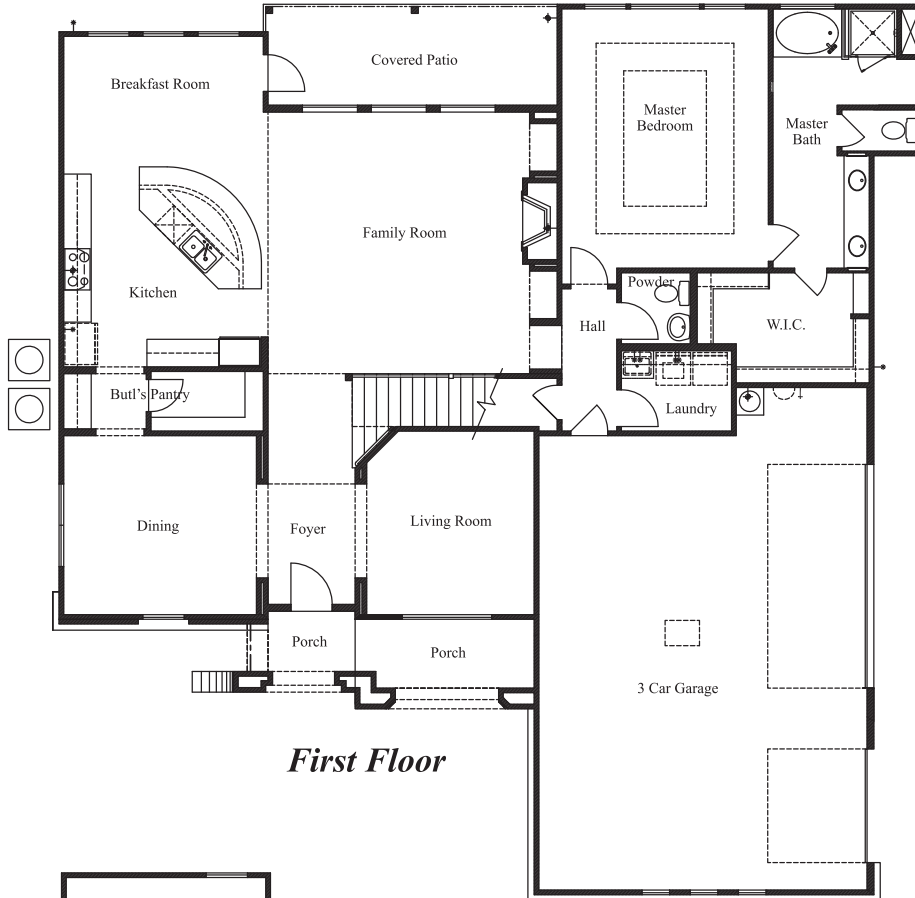 Covered Patio
Breakfast Room
Master
Bedroom
Master
Bath
Family Room
Kitchen
Powder
Hall
W.I.C.
Butl's Pantry
Laundry
Dining
Foyer
Living Room
Porch
Porch
3 Car Garage
First Floor